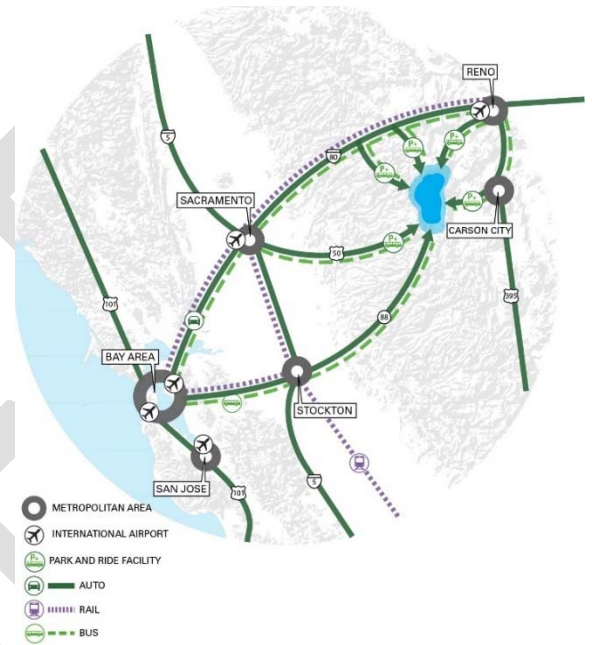 RENO
5
80
P+
P+
P+
SACRAMENTO
P+
CARSON CITY
P+
50
101
395
88
BAY AREA
STOCKTON
SAN JOSE
101
5
METROPOLITAN AREA
INTERNATIONAL AIRPORT
P+
PARK AND RIDE FACILITY
AUTO
RAIL
BUS